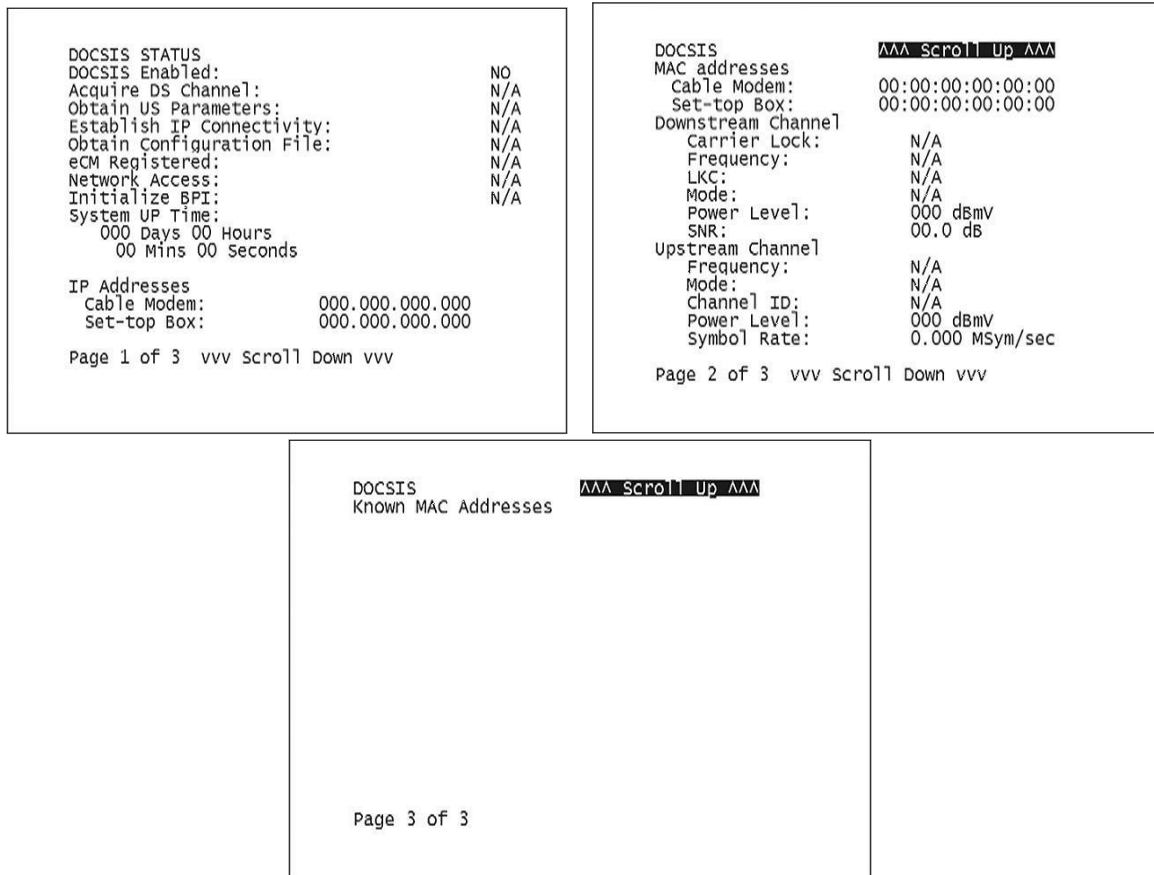 DOCSIS STATUS
DOCSIS Enabled: NO
Acquire DS Channel: N/A
Obtain US Parameters: N/A
Establish IP Connectivity: N/A
Obtain Configuration File: N/A
eCM Registered: N/A
Network Access: N/A
Initialize BPI: N/A
System UP Time:
000 Days 00 Hours
00 Mins 00 Seconds
IP Addresses
Cable Modem: 000.000.000.000
Set-top Box: 000.000.000.000
Page 1 of 3 vvv Scroll Down vvv
DOCSIS ^^^ Scroll Up ^^^
MAC addresses
Cable Modem: 00:00:00:00:00:00
Set-top Box: 00:00:00:00:00:00
Downstream Channel
Carrier Lock: N/A
Frequency: N/A
LKC: N/A
Mode: N/A
Power Level: 000 dBmV
SNR: 00.0 dB
Upstream Channel
Frequency: N/A
Mode: N/A
Channel ID: N/A
Power Level: 000 dBmV
Symbol Rate: 0.000 MSym/sec
Page 2 of 3 vvv Scroll Down vvv
DOCSIS ^^^ Scroll Up ^^^
Known MAC Addresses
Page 3 of 3